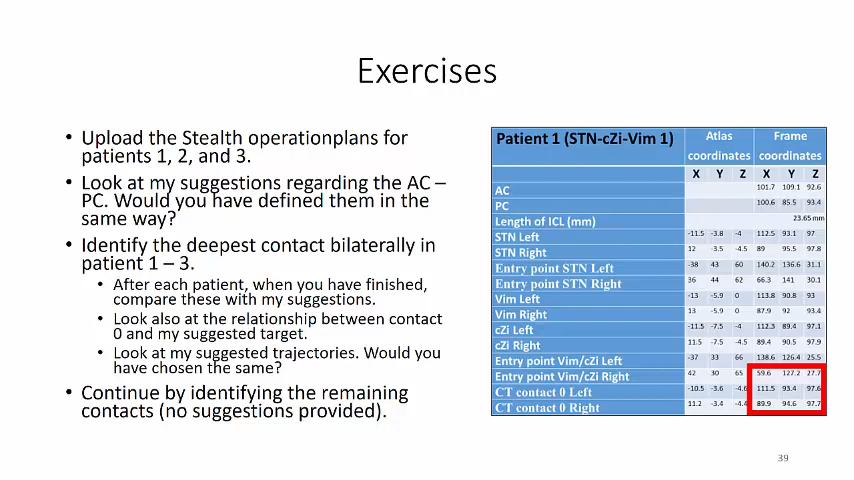 Exercises
• Upload the Stealth operationplans for
patients 1, 2, and 3.
• Look at my suggestions regarding the AC –
PC. Would you have defined them in the
same way?
• Identify the deepest contact bilaterally in
patient 1 – 3.
• After each patient, when you have finished,
compare these with my suggestions.
• Look also at the relationship between contact
0 and my suggested target.
• Look at my suggested trajectories. Would you
have chosen the same?
• Continue by identifying the remaining
contacts (no suggestions provided).
Patient 1 (STN-cZi-Vim 1) Atlas coordinates Frame coordinates
X Y Z X Y Z
AC 101.7 109.1 92.6
PC 100.6 85.5 93.4
Length of ICL (mm) 23.65 mm
STN Left -11.5 -3.8 -4 112.5 93.1 97
STN Right 12 -3.5 -4.5 89 95.5 97.8
Entry point STN Left -38 43 60 140.2 136.6 31.1
Entry point STN Right 36 44 62 66.3 141 30.1
Vim Left -13 -5.9 0 113.8 90.8 93
Vim Right 13 -5.9 0 87.9 92 93.4
cZi Left -11.5 -7.5 -4 112.3 89.4 97.1
cZi Right 11.5 -7.5 -4.5 89.4 90.5 97.9
Entry point Vim/cZi Left -37 33 66 138.6 126.4 25.5
Entry point Vim/cZi Right 42 30 65 59.6 127.2 27.7
CT contact 0 Left -10.5 -3.6 -4.6 111.5 93.4 97.6
CT contact 0 Right 11.2 -3.4 -4.4 89.9 94.6 97.7
39